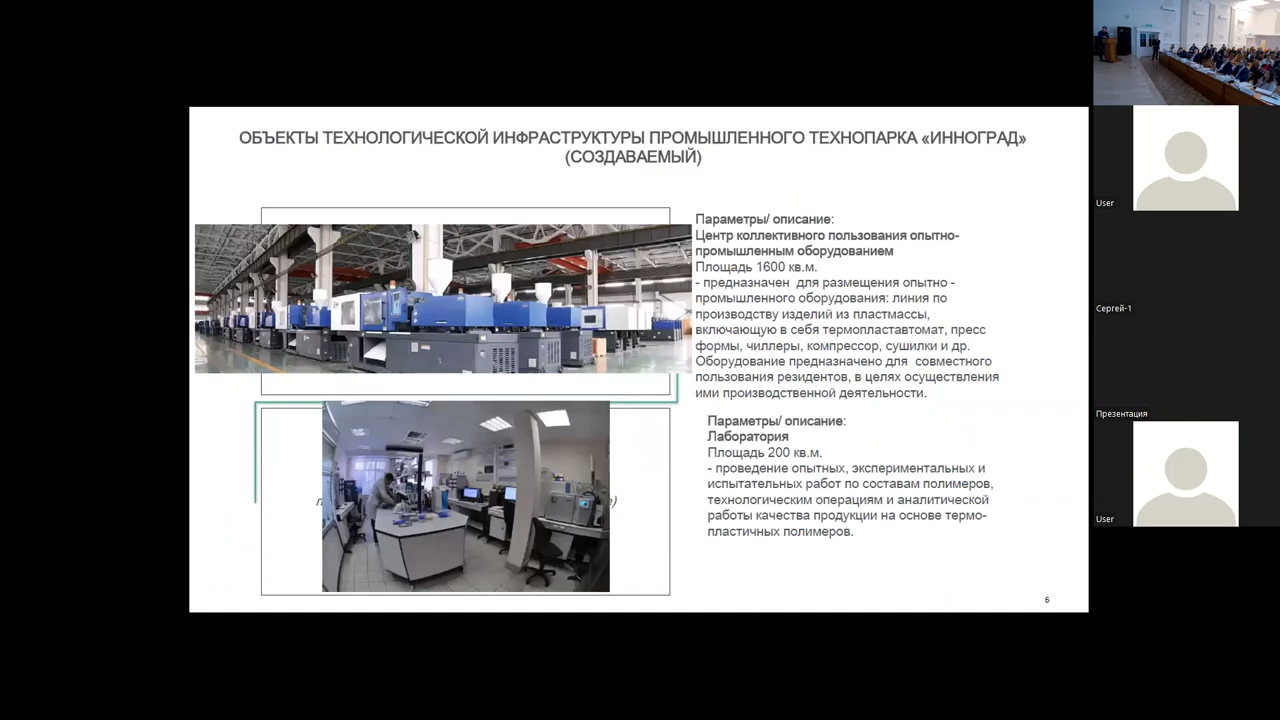 ОБЪЕКТЫ ТЕХНОЛОГИЧЕСКОЙ ИНФРАСТРУКТУРЫ ПРОМЫШЛЕННОГО ТЕХНОПАРКА «ИННОГРАД»
(СОЗДАВАЕМЫЙ)
Параметры/ описание:
Центр коллективного пользования опытно-
промышленным оборудованием
Площадь 1600 кв.м.
- предназначен для размещения опытно -
промышленного оборудования: линия по
производству изделий из пластмассы,
включающую в себя термопластавтомат, пресс
формы, чиллеры, компрессор, сушилки и др.
Оборудование предназначено для совместного
пользования резидентов, в целях осуществления
ими производственной деятельности.
Параметры/ описание:
Лаборатория
Площадь 200 кв.м.
- проведение опытных, экспериментальных и
испытательных работ по составам полимеров,
технологическим операциям и аналитической
работы качества продукции на основе термо-
пластичных полимеров.
6
User
Сергей-1
Презентация
User